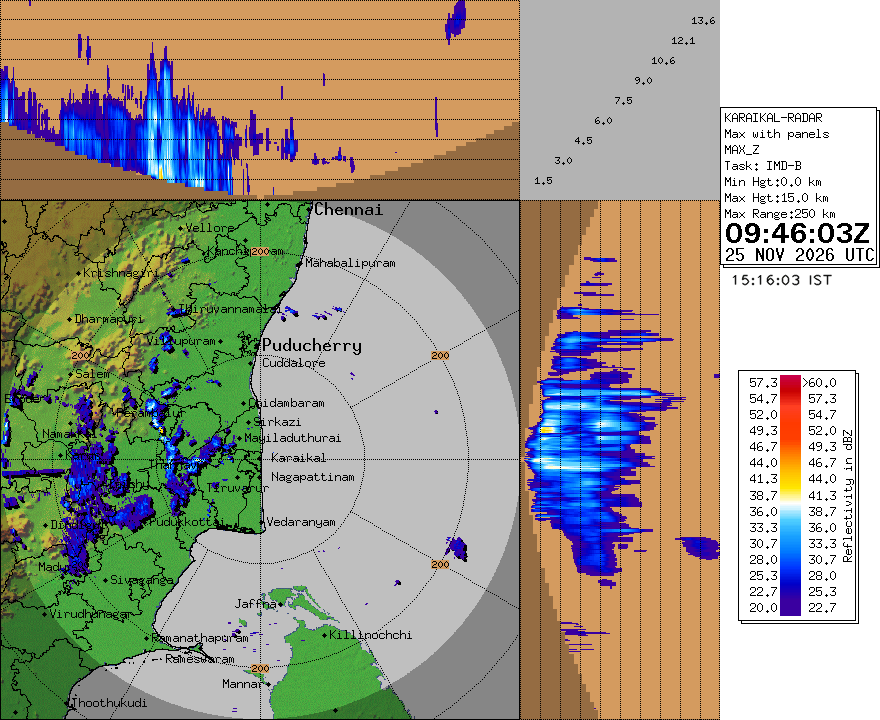 13.6
12.1
10.6
9.0
7.5
6.0
4.5
3.0
1.5
KARAIKAL-RADAR
Max with panels
MAX_Z
Task: IMD-B
Min Hgt:0.0 km
Max Hgt:15.0 km
Max Range:250 km
09:46:03Z
25 NOV 2026 UTC
15:16:03 IST
Chennai
Vellore
200
Mahabalipuram
Krishnagiri
Thiruvannamalai
Dharmapuri
Puducherry
200
200
Cuddalore
Salem
Chidambaram
Sirkazi
Mayiladuthurai
Karaikal
Nagapattinam
Tiruvarur
Pudukkottai
Vedaranyam
200
Sivaganga
Jaffna
Virudhunagar
Ramanathapuram
Killinochchi
Rameswaram
200
Mannar
Thoothukudi
57.3 >60.0
54.7 57.3
52.0 54.7
49.3 52.0
46.7 49.3
44.0 46.7
41.3 44.0
38.7 41.3
36.0 38.7
33.3 36.0
30.7 33.3
28.0 30.7
25.3 28.0
22.7 25.3
20.0 22.7
Reflectivity in dBZ